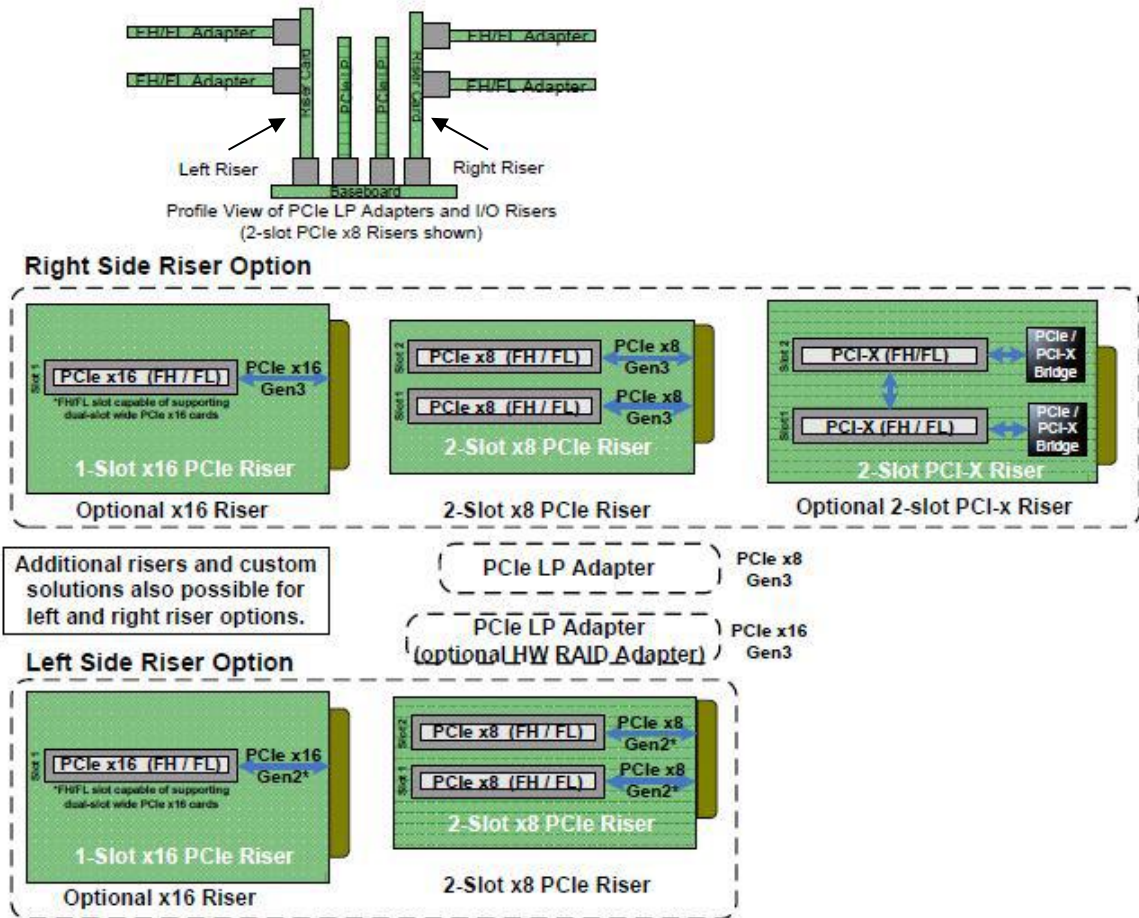 FH/FL Adapter
FH/FL Adapter
FH/FL Adapter
FH/FL Adapter
Riser Card
PCIe LP
PCIe LP
Riser Card
Left Riser
Right Riser
Baseboard
Profile View of PCIe LP Adapters and I/O Risers
(2-slot PCIe x8 Risers shown)
Right Side Riser Option
Slot 1
PCIe x16 (FH / FL)
PCIe x16
Gen3
*FH/FL slot capable of supporting
dual-slot wide PCIe x16 cards
1-Slot x16 PCIe Riser
Optional x16 Riser
Slot 2
PCIe x8 (FH / FL)
PCIe x8
Gen3
Slot 1
PCIe x8 (FH / FL)
PCIe x8
Gen3
2-Slot x8 PCIe Riser
2-Slot x8 PCIe Riser
Slot 2
PCI-X (FH/FL)
PCIe /
PCI-X
Bridge
Slot 1
PCI-X (FH / FL)
PCIe /
PCI-X
Bridge
2-Slot PCI-X Riser
Optional 2-slot PCI-x Riser
Additional risers and custom
solutions also possible for
left and right riser options.
PCIe LP Adapter
PCIe x8
Gen3
PCIe LP Adapter
(optional HW RAID Adapter)
PCIe x16
Gen3
Left Side Riser Option
Slot 1
PCIe x16 (FH / FL)
PCIe x16
Gen2*
*FH/FL slot capable of supporting
dual-slot wide PCIe x16 cards
1-Slot x16 PCIe Riser
Optional x16 Riser
Slot 2
PCIe x8 (FH / FL)
PCIe x8
Gen2*
Slot 1
PCIe x8 (FH / FL)
PCIe x8
Gen2*
2-Slot x8 PCIe Riser
2-Slot x8 PCIe Riser